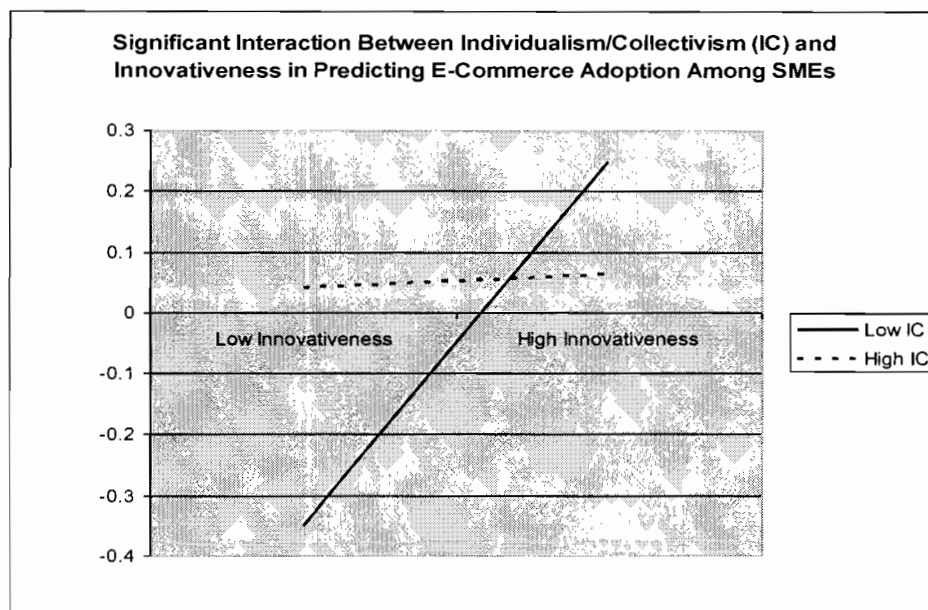 Significant Interaction Between Individualism/Collectivism (IC) and
Innovativeness in Predicting E-Commerce Adoption Among SMEs
0.3
0.2
0.1
0
-0.1
-0.2
-0.3
-0.4
Low Innovativeness
High Innovativeness
Low IC
High IC